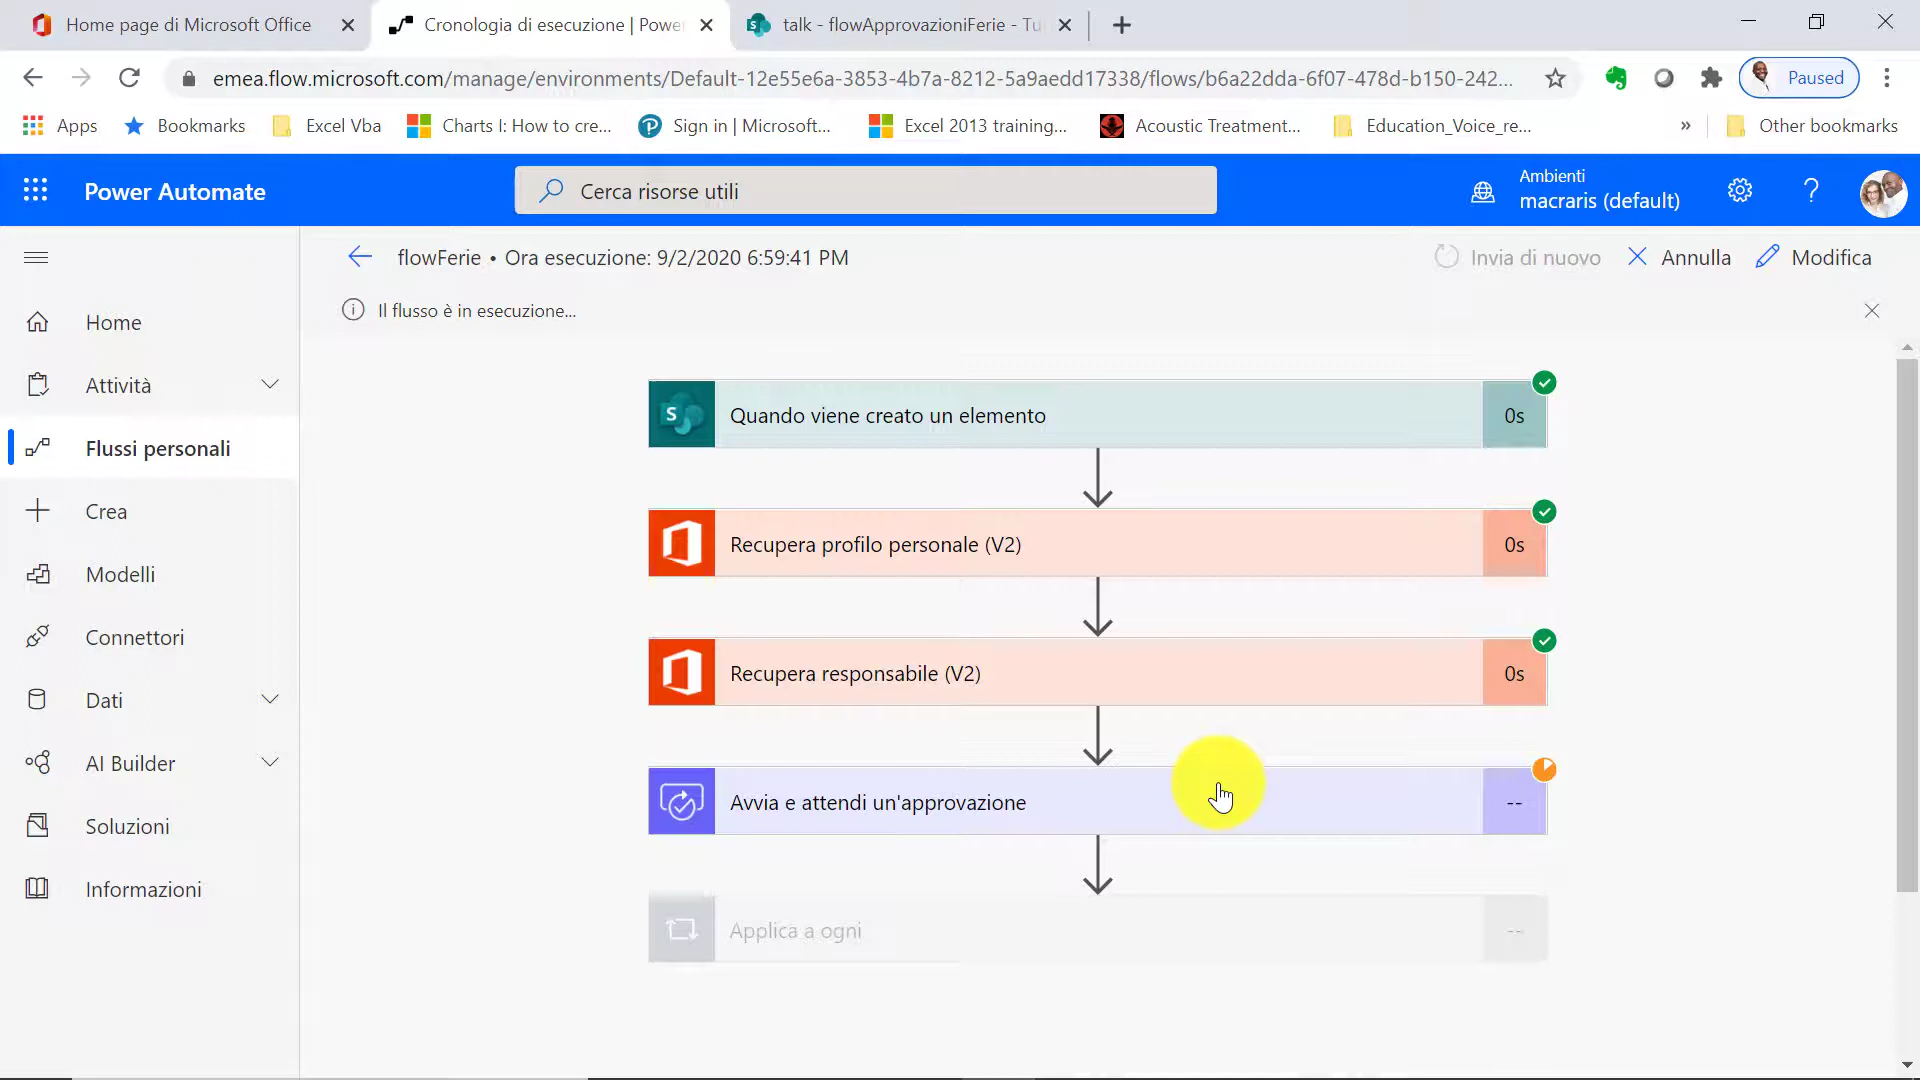 Home page di Microsoft Office
Cronologia di esecuzione | Powe
talk - flowApprovazioniFerie - Tu
emea.flow.microsoft.com/manage/environments/Default-12e55e6a-3853-4b7a-8212-5a9aedd17338/flows/b6a22dda-6f07-478d-b150-242...
Paused
Apps
Bookmarks
Excel Vba
Charts I: How to cre...
Sign in | Microsoft...
Excel 2013 training...
Acoustic Treatment...
Education_Voice_re...
»
Other bookmarks
Power Automate
Cerca risorse utili
Ambienti
macraris (default)
?
flowFerie • Ora esecuzione: 9/2/2020 6:59:41 PM
Invia di nuovo
Annulla
Modifica
Il flusso è in esecuzione...
Home
Attività
Flussi personali
Crea
Modelli
Connettori
Dati
AI Builder
Soluzioni
Informazioni
S
Quando viene creato un elemento
0s
Recupera profilo personale (V2)
0s
Recupera responsabile (V2)
0s
Avvia e attendi un'approvazione
--
Applica a ogni
--